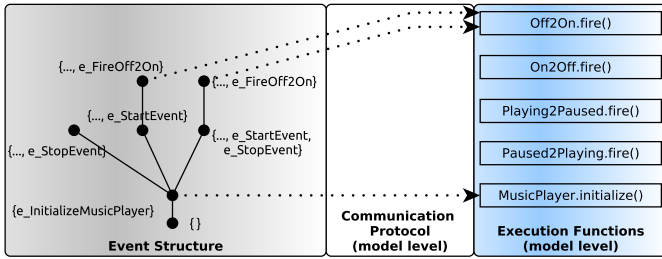 Off2On.fire()
{..., e_FireOff2On}
{..., e_FireOff2On}
On2Off.fire()
{..., e_StartEvent}
Playing2Paused.fire()
{..., e_StopEvent}
{..., e_StartEvent,
e_StopEvent}
Paused2Playing.fire()
MusicPlayer.initialize()
{e_InitializeMusicPlayer}
{ }
Event Structure
Communication
Protocol
(model level)
Execution Functions
(model level)